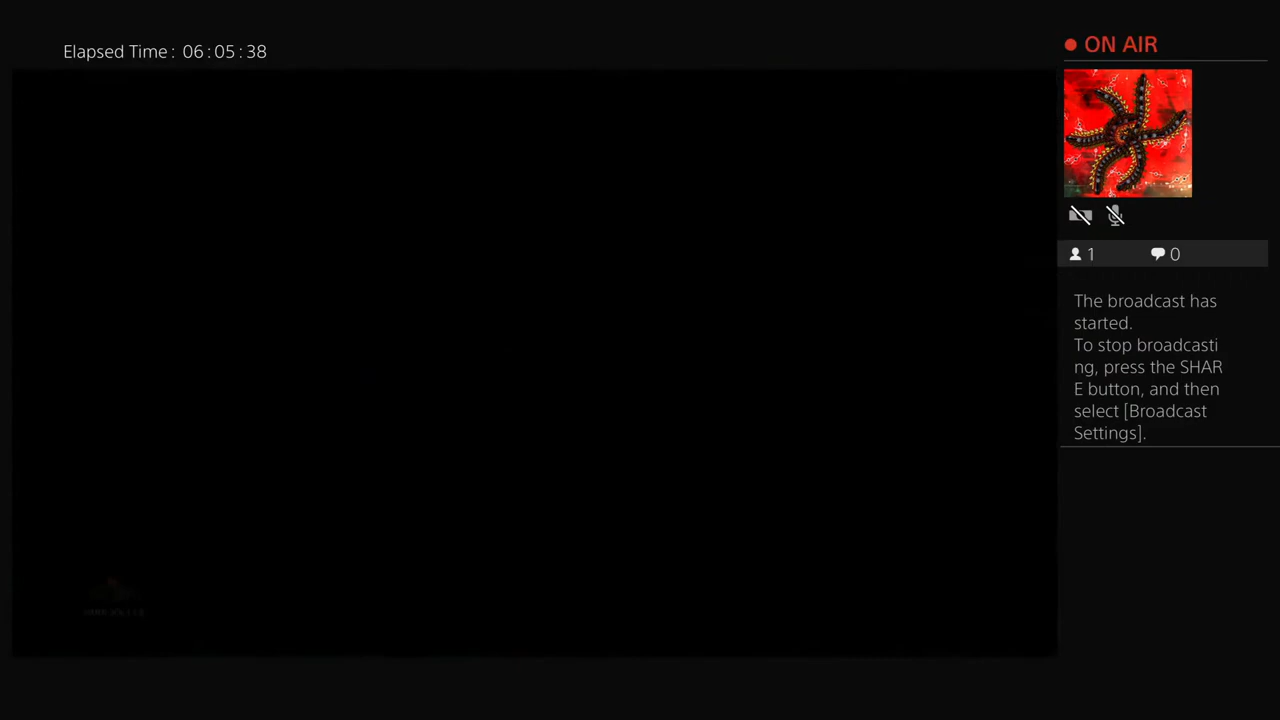 Elapsed Time : 06:05:38
ON AIR
1
0
The broadcast has
started.
To stop broadcasti
ng, press the SHAR
E button, and then
select [Broadcast
Settings].